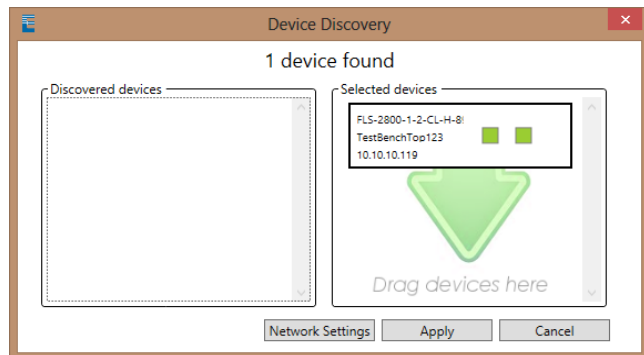 Device Discovery
1 device found
Discovered devices
Selected devices
FLS-2800-1-2-CL-H-8
TestBenchTop123
10.10.10.119
Drag devices here
Network Settings
Apply
Cancel